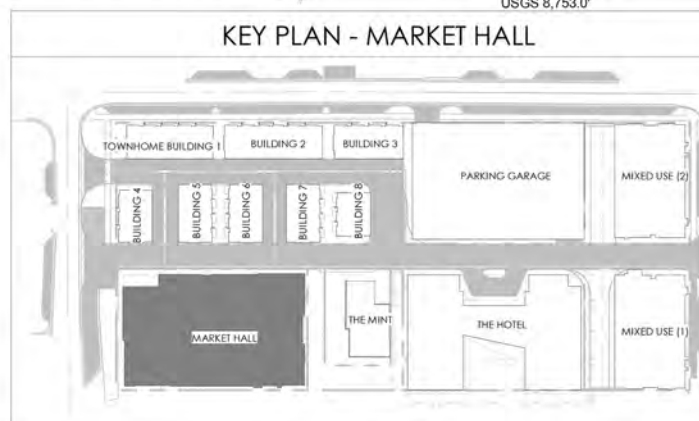 USGS 8,753.0'
KEY PLAN - MARKET HALL
TOWNHOME BUILDING 1
BUILDING 2
BUILDING 3
PARKING GARAGE
MIXED USE (2)
BUILDING 4
BUILDING 5
BUILDING 6
BUILDING 7
BUILDING 8
MARKET HALL
THE MINT
THE HOTEL
MIXED USE (1)